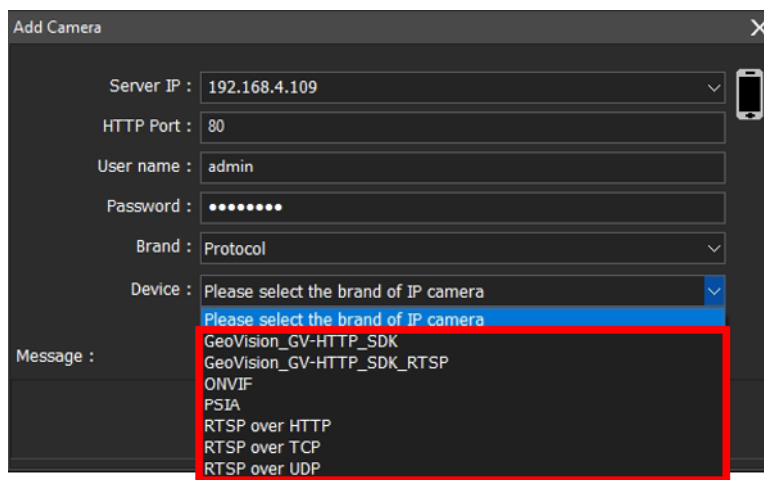 Add Camera
Server IP : 192.168.4.109
HTTP Port : 80
User name : admin
Password : ••••••••
Brand : Protocol
Device : Please select the brand of IP camera
Please select the brand of IP camera
GeoVision_GV-HTTP_SDK
Message :
GeoVision_GV-HTTP_SDK_RTSP
ONVIF
PSIA
RTSP over HTTP
RTSP over TCP
RTSP over UDP